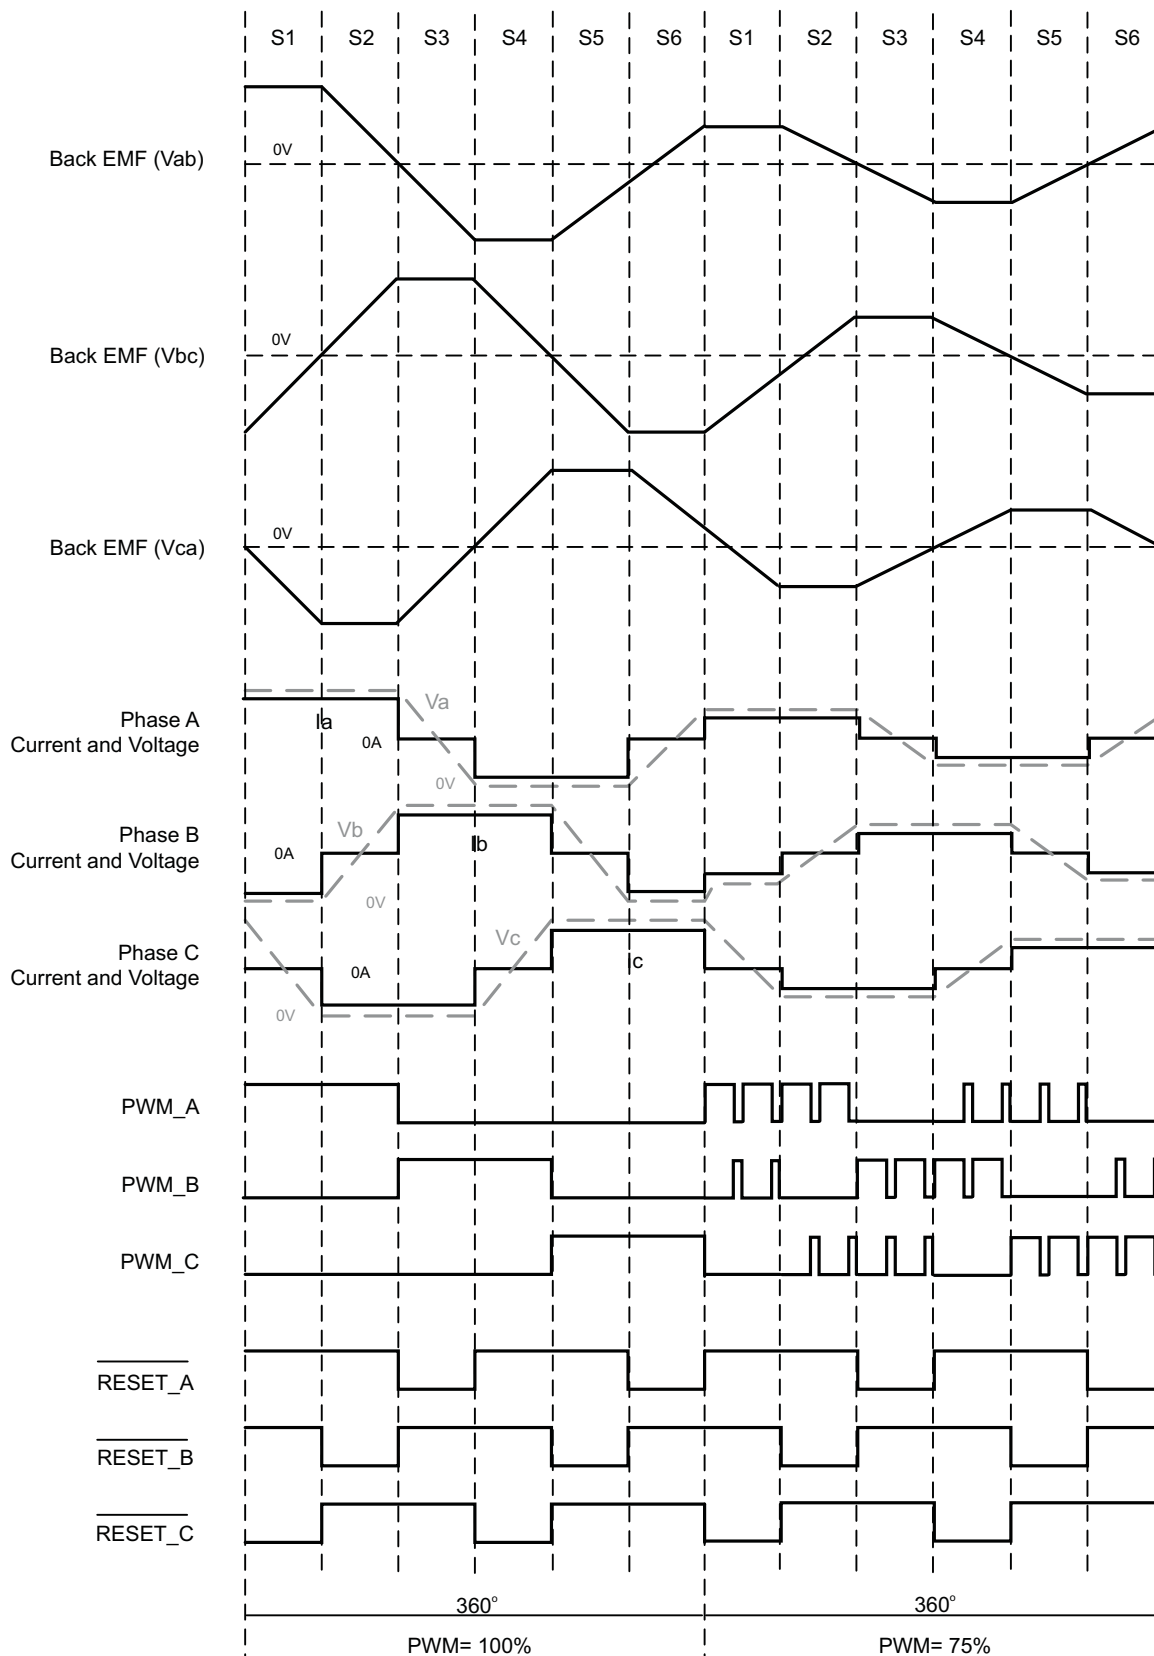 S1 S2 S3 S4 S5 S6 S1 S2 S3 S4 S5 S6
0V
Back EMF (Vab)
0V
Back EMF (Vbc)
0V
Back EMF (Vca)
Va
Ia
Phase A
0A
Current and Voltage
0V
Vb
Phase B
Ib
0A
Current and Voltage
0V
Vc
Phase C
Ic
0A
Current and Voltage
0V
PWM_A
PWM_B
PWM_C
RESET_A
RESET_B
RESET_C
360° 360°
PWM= 100% PWM= 75%